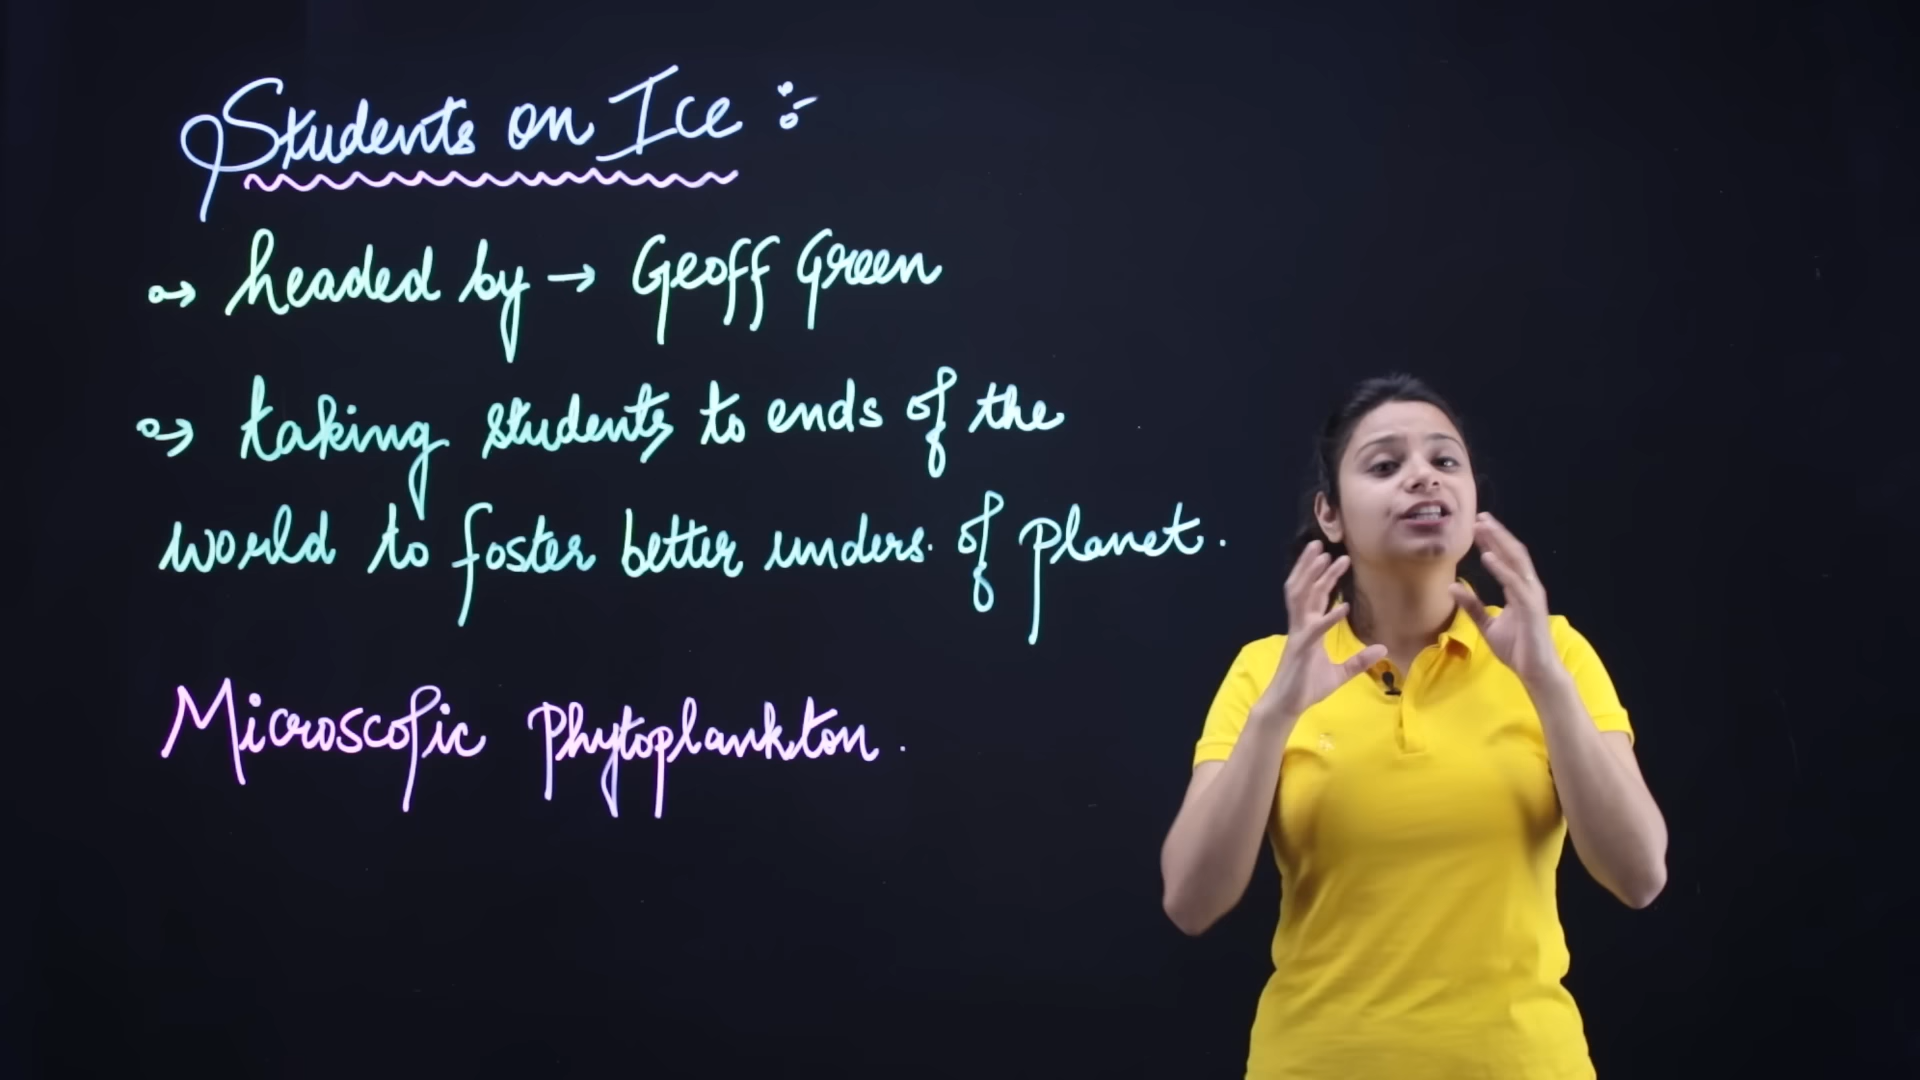 Students on Ice :-
headed by → Geoff Green
taking students to ends of the
world to foster better unders. of planet.
Microscopic Phytoplankton.